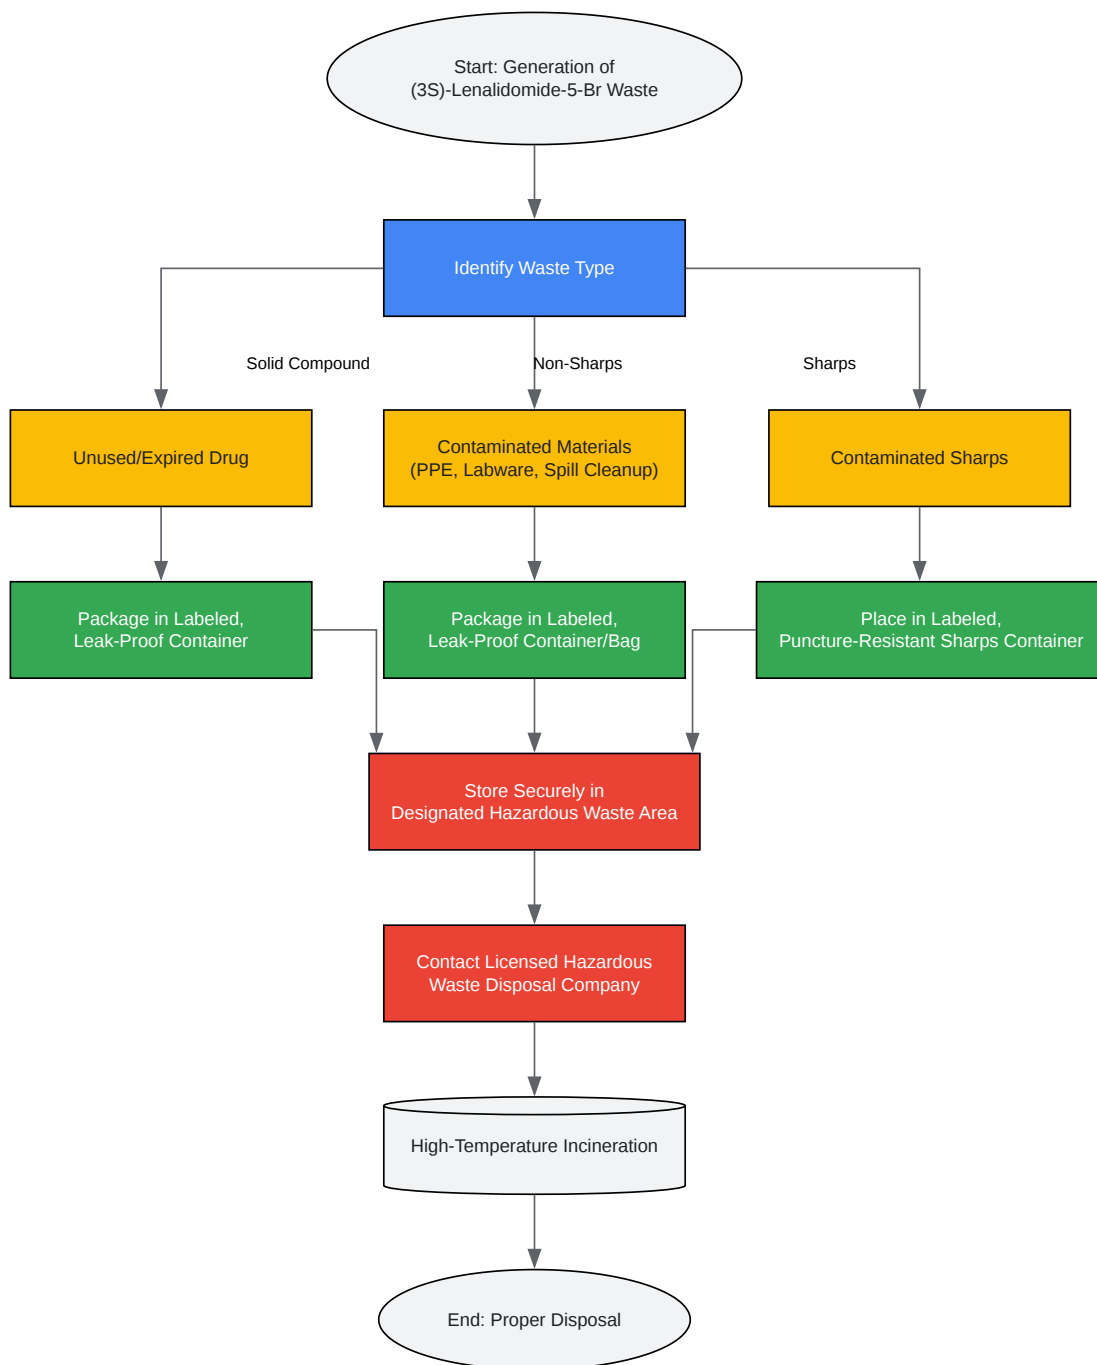 Start: Generation of
(3S)-Lenalidomide-5-Br Waste
Identify Waste Type
Solid Compound
Non-Sharps
Sharps
Unused/Expired Drug
Contaminated Materials
(PPE, Labware, Spill Cleanup)
Contaminated Sharps
Package in Labeled,
Leak-Proof Container
Package in Labeled,
Leak-Proof Container/Bag
Place in Labeled,
Puncture-Resistant Sharps Container
Store Securely in
Designated Hazardous Waste Area
Contact Licensed Hazardous
Waste Disposal Company
High-Temperature Incineration
End: Proper Disposal